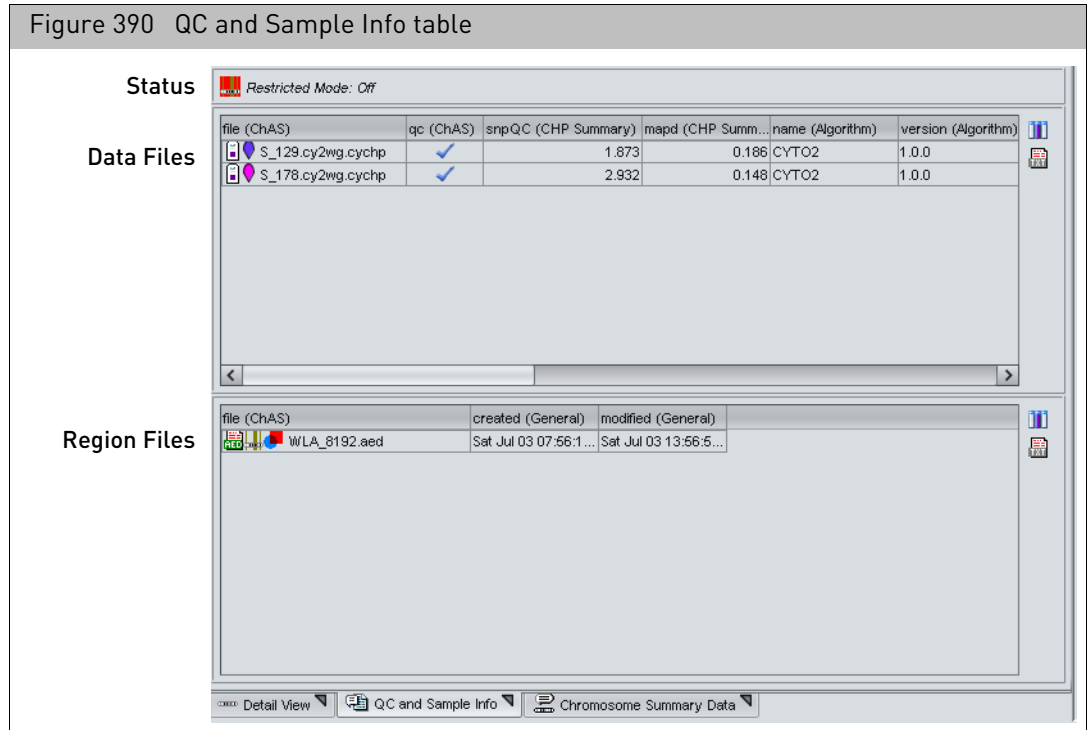 Figure 390 QC and Sample Info table
Status
Restricted Mode: Off
Data Files
file (ChAS) qc (ChAS) snpQC (CHP Summary) mapd (CHP Summ... name (Algorithm) version (Algorithm)
S_129.cy2wg.cychp 1.873 0.186 CYTO2 1.0.0
S_178.cy2wg.cychp 2.932 0.148 CYTO2 1.0.0
TXT
Region Files
file (ChAS) created (General) modified (General)
AED WLA_8192.aed Sat Jul 03 07:56:1... Sat Jul 03 13:56:5...
TXT
Detail View QC and Sample Info Chromosome Summary Data